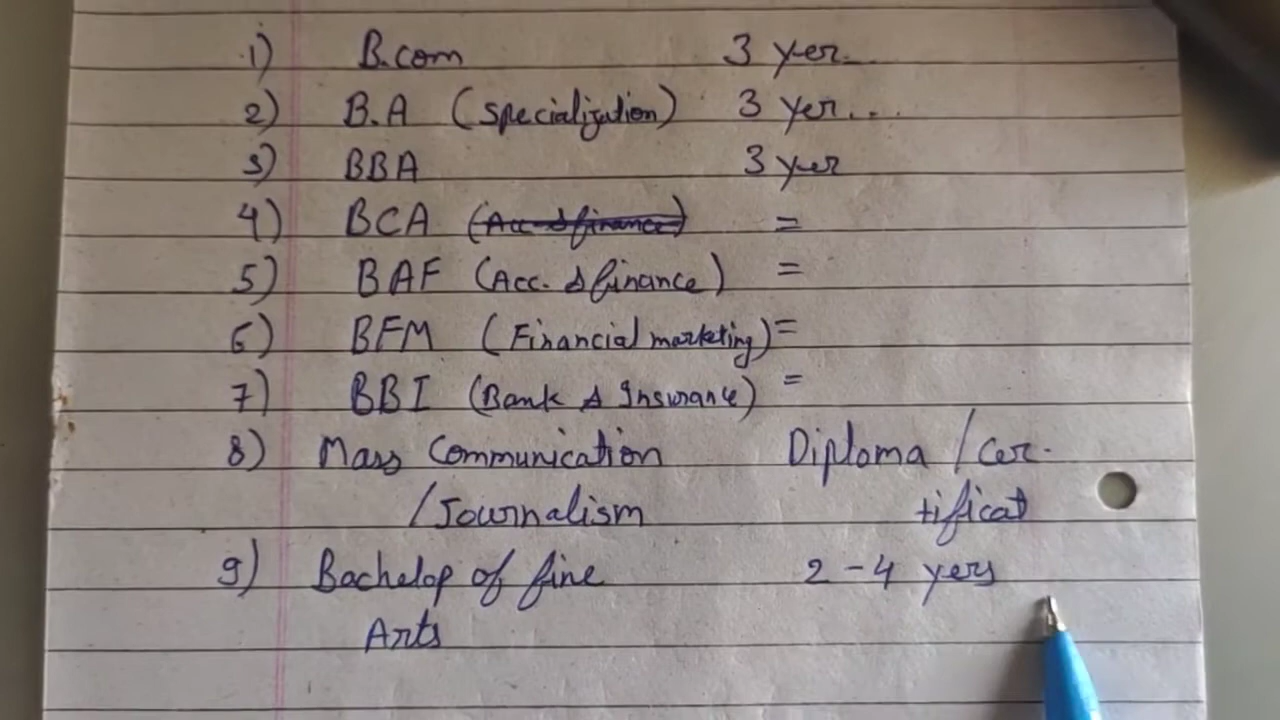 1) B.com 3 yer...
2) B.A (specialization) 3 yer...
3) BBA 3 yer
4) BCA (Acc & finance) =
5) BAF (Acc. & finance) =
6) BFM (Financial marketing) =
7) BBI (Bank & Insurance) =
8) Mass Communication Diploma / cer-
/Journalism tificat
9) Bachelop of fine 2-4 yers
Arts